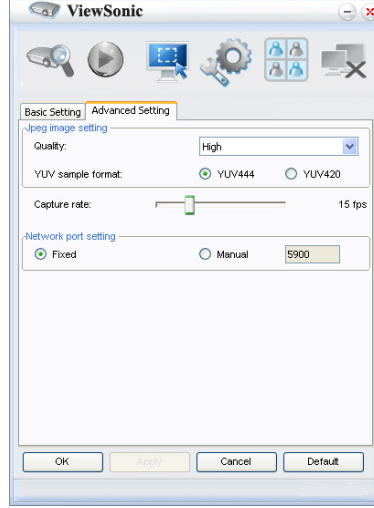 ViewSonic
Basic Setting Advanced Setting
Jpeg image setting
Quality: High
YUV sample format: YUV444 YUV420
Capture rate: 15 fps
Network port setting
Fixed Manual 5900
OK Apply Cancel Default